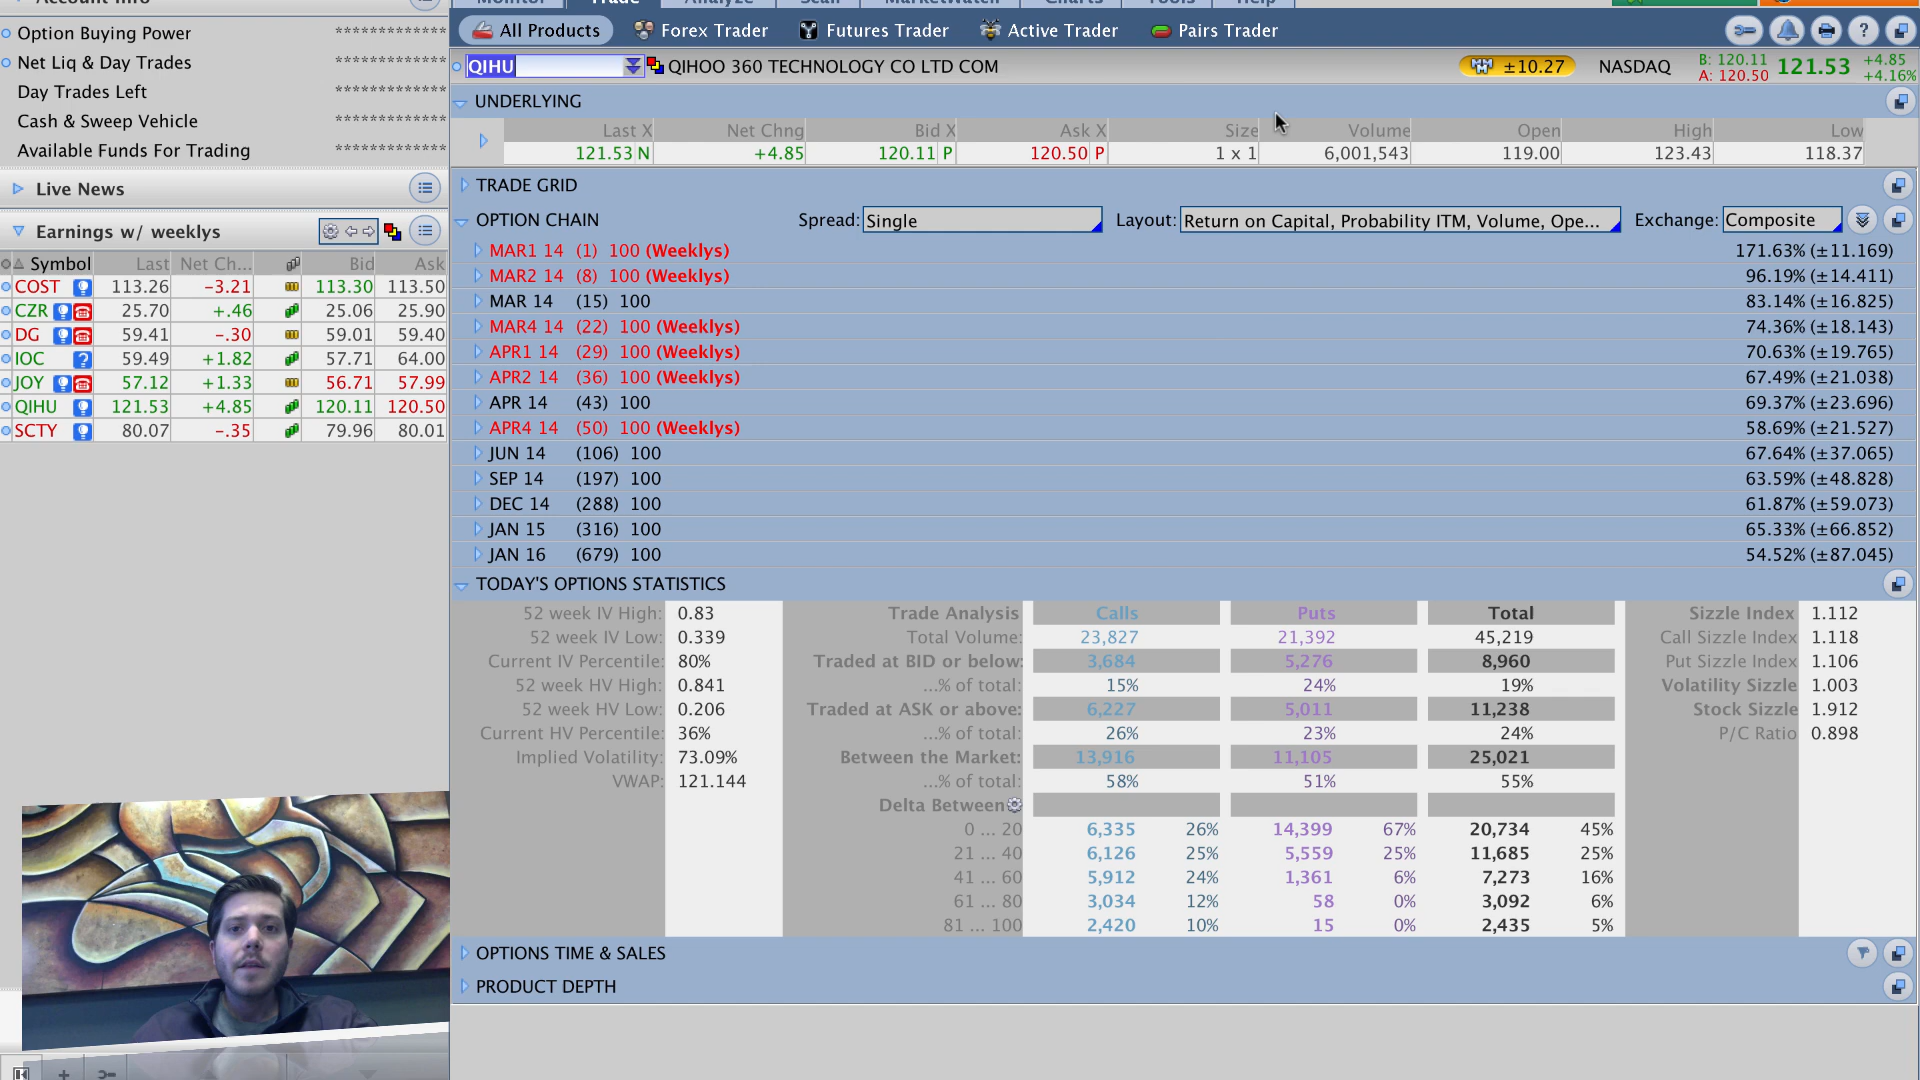 Account Info
Option Buying Power **************
Net Liq & Day Trades **************
Day Trades Left
Cash & Sweep Vehicle **************
Available Funds For Trading **************
Live News
Earnings w/ weeklys
Symbol Last Net Ch... Bid Ask
COST 113.26 -3.21 113.30 113.50
CZR 25.70 +.46 25.06 25.90
DG 59.41 -.30 59.01 59.40
IOC 59.49 +1.82 57.71 64.00
JOY 57.12 +1.33 56.71 57.99
QIHU 121.53 +4.85 120.11 120.50
SCTY 80.07 -.35 79.96 80.01
Monitor Trade Analyze Scan MarketWatch Charts Tools Help
All Products Forex Trader Futures Trader Active Trader Pairs Trader
QIHU QIHOO 360 TECHNOLOGY CO LTD COM ±10.27 NASDAQ B: 120.11 A: 120.50 121.53 +4.85 +4.16%
UNDERLYING
Last X Net Chng Bid X Ask X Size Volume Open High Low
121.53 N +4.85 120.11 P 120.50 P 1 x 1 6,001,543 119.00 123.43 118.37
TRADE GRID
OPTION CHAIN Spread: Single Layout: Return on Capital, Probability ITM, Volume, Ope... Exchange: Composite
MAR1 14 (1) 100 (Weeklys) 171.63% (±11.169)
MAR2 14 (8) 100 (Weeklys) 96.19% (±14.411)
MAR 14 (15) 100 83.14% (±16.825)
MAR4 14 (22) 100 (Weeklys) 74.36% (±18.143)
APR1 14 (29) 100 (Weeklys) 70.63% (±19.765)
APR2 14 (36) 100 (Weeklys) 67.49% (±21.038)
APR 14 (43) 100 69.37% (±23.696)
APR4 14 (50) 100 (Weeklys) 58.69% (±21.527)
JUN 14 (106) 100 67.64% (±37.065)
SEP 14 (197) 100 63.59% (±48.828)
DEC 14 (288) 100 61.87% (±59.073)
JAN 15 (316) 100 65.33% (±66.852)
JAN 16 (679) 100 54.52% (±87.045)
TODAY'S OPTIONS STATISTICS
52 week IV High: 0.83 Trade Analysis Calls Puts Total Sizzle Index 1.112
52 week IV Low: 0.339 Total Volume: 23,827 21,392 45,219 Call Sizzle Index 1.118
Current IV Percentile: 80% Traded at BID or below: 3,684 5,276 8,960 Put Sizzle Index 1.106
52 week HV High: 0.841 ...% of total: 15% 24% 19% Volatility Sizzle 1.003
52 week HV Low: 0.206 Traded at ASK or above: 6,227 5,011 11,238 Stock Sizzle 1.912
Current HV Percentile: 36% ...% of total: 26% 23% 24% P/C Ratio 0.898
Implied Volatility: 73.09% Between the Market: 13,916 11,105 25,021
VWAP: 121.144 ...% of total: 58% 51% 55%
Delta Between
0 ... 20 6,335 26% 14,399 67% 20,734 45%
21 ... 40 6,126 25% 5,559 25% 11,685 25%
41 ... 60 5,912 24% 1,361 6% 7,273 16%
61 ... 80 3,034 12% 58 0% 3,092 6%
81 ... 100 2,420 10% 15 0% 2,435 5%
OPTIONS TIME & SALES
PRODUCT DEPTH